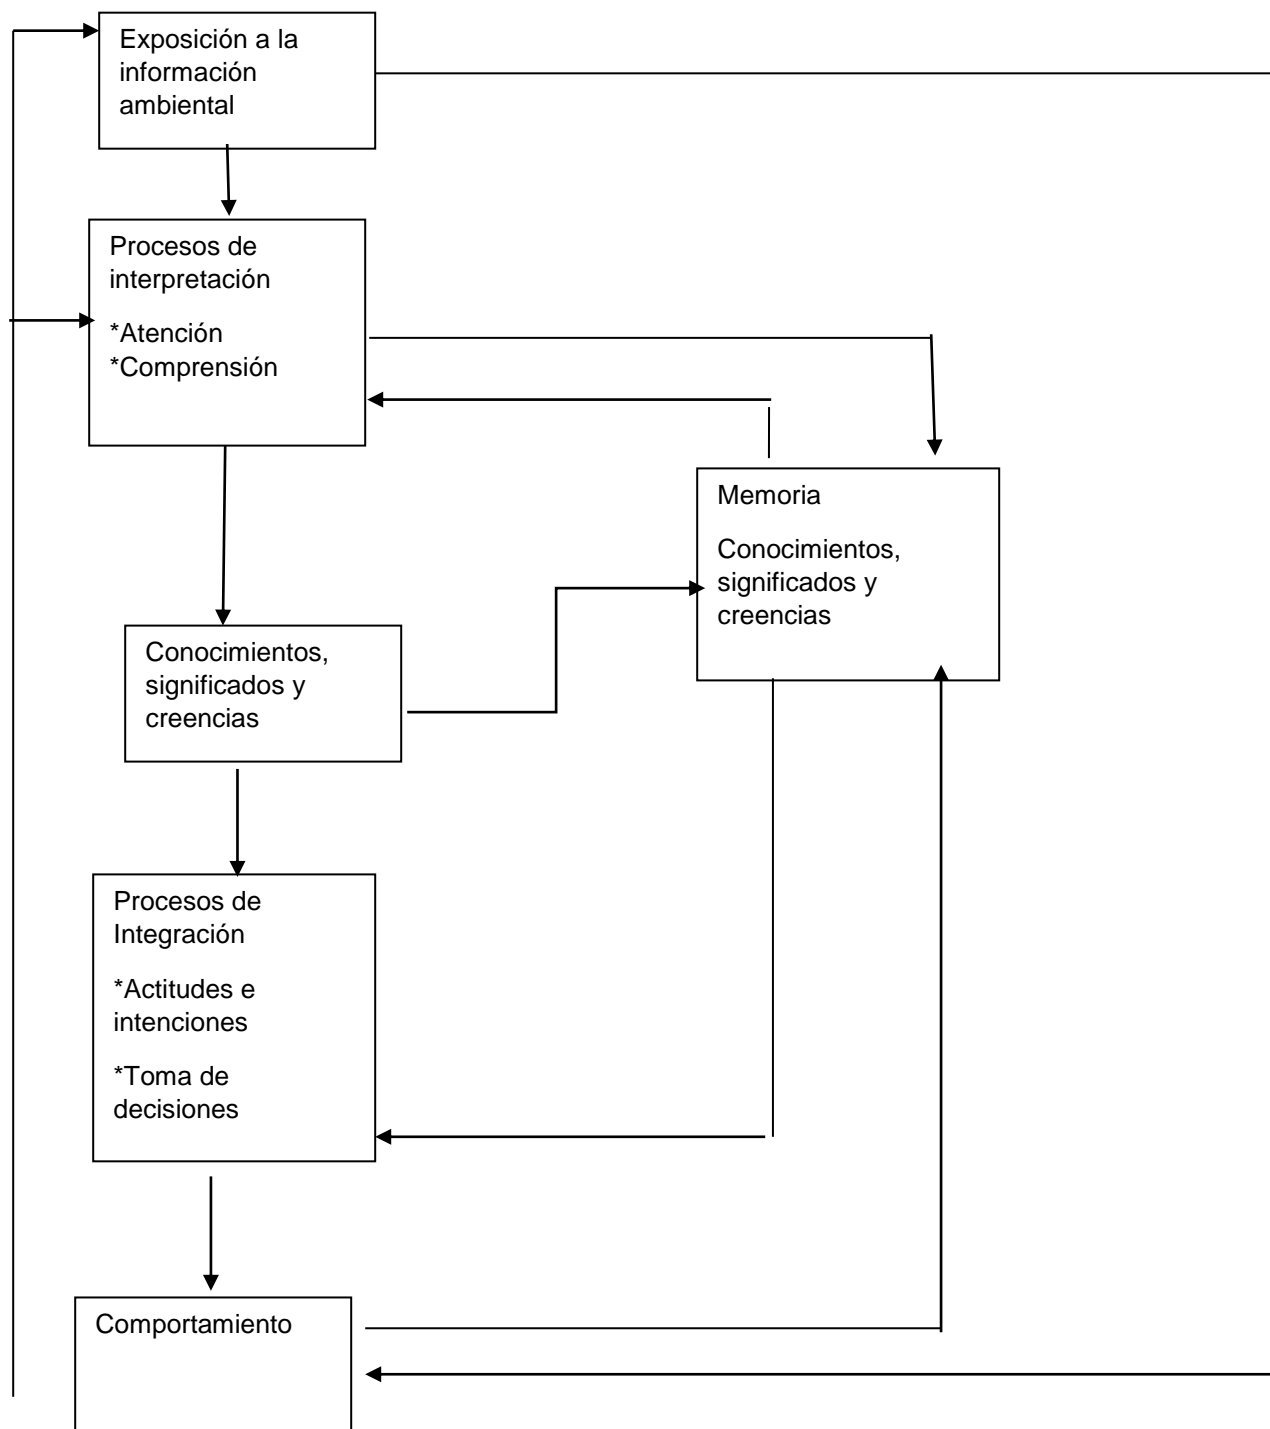 Exposición a la
información
ambiental
Procesos de
interpretación
*Atención
*Comprensión
Memoria
Conocimientos,
significados y
creencias
Conocimientos,
significados y
creencias
Procesos de
Integración
*Actitudes e
intenciones
*Toma de
decisiones
Comportamiento